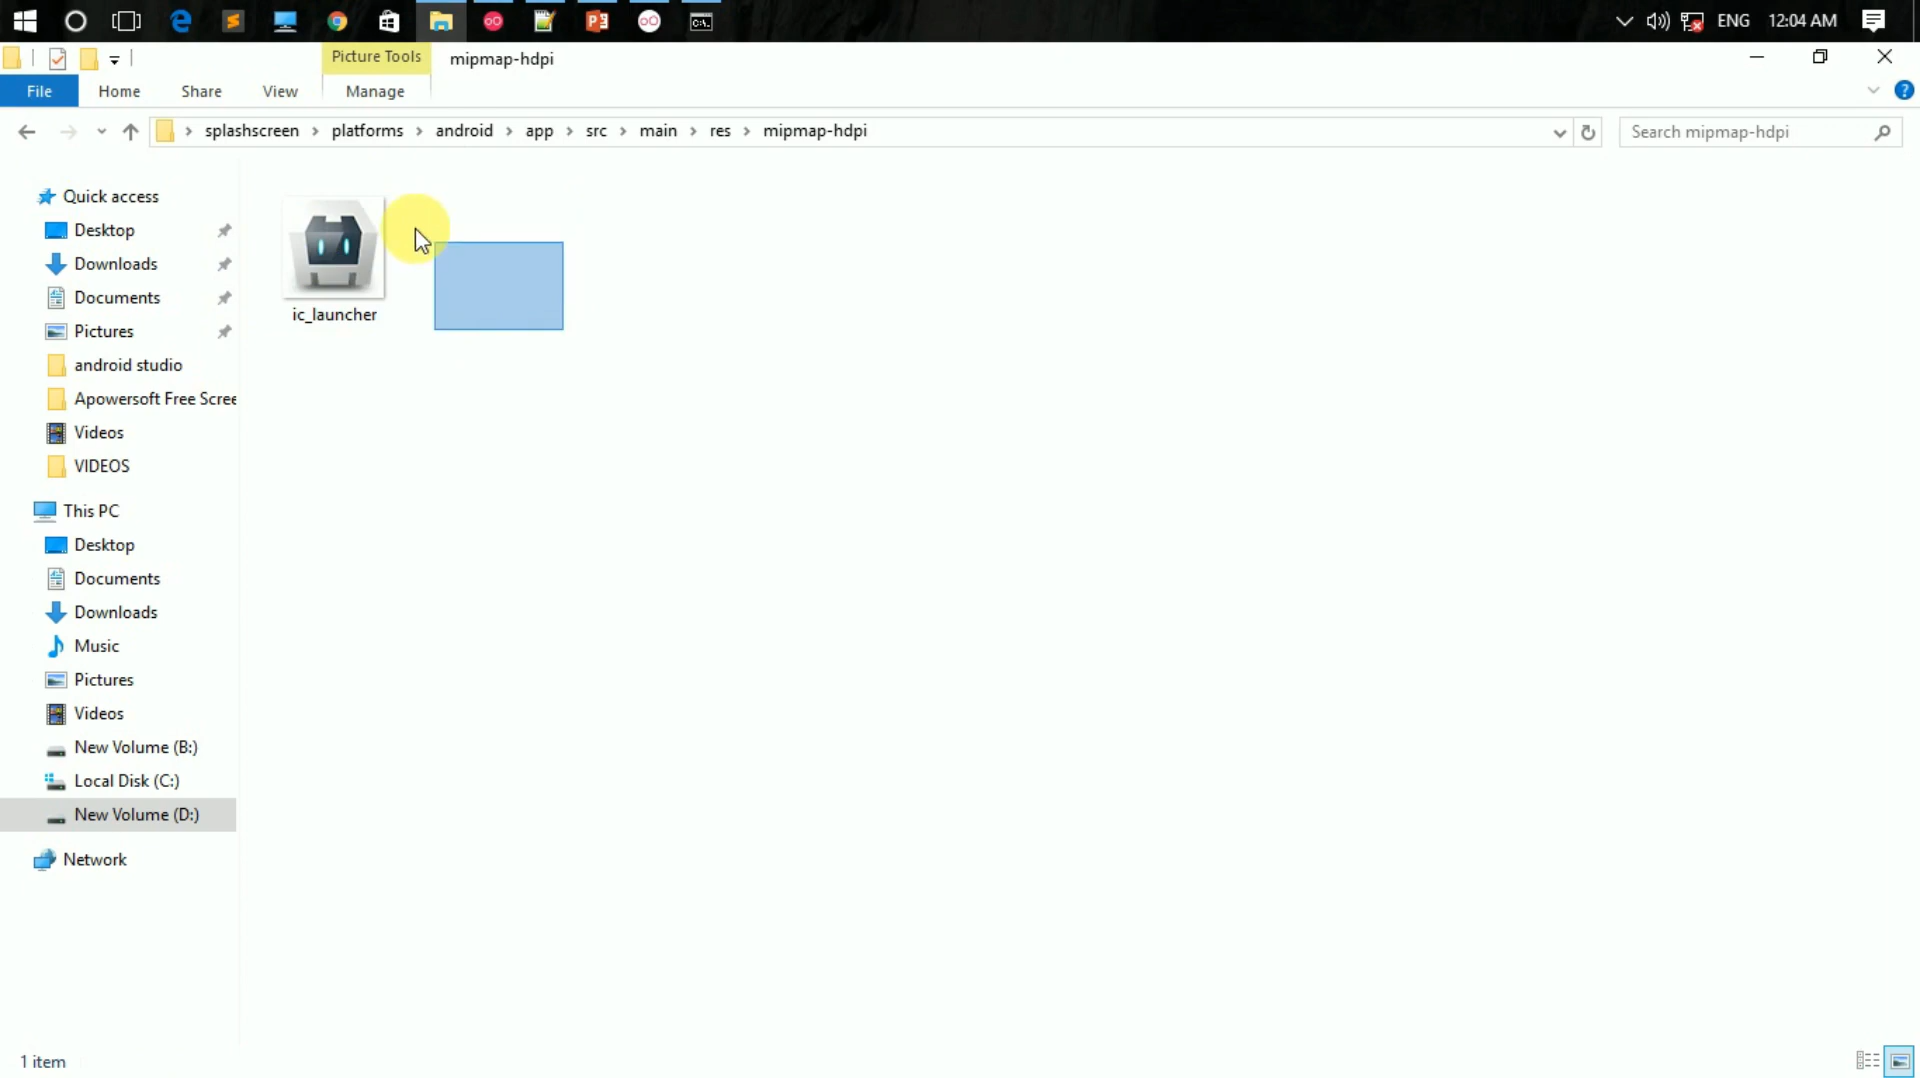 ENG 12:04 AM
Picture Tools mipmap-hdpi
File Home Share View Manage
splashscreen platforms android app src main res mipmap-hdpi
Search mipmap-hdpi
Quick access
Desktop
Downloads
Documents
Pictures
android studio
Apowersoft Free Scree
Videos
VIDEOS
This PC
Desktop
Documents
Downloads
Music
Pictures
Videos
New Volume (B:)
Local Disk (C:)
New Volume (D:)
Network
ic_launcher
1 item